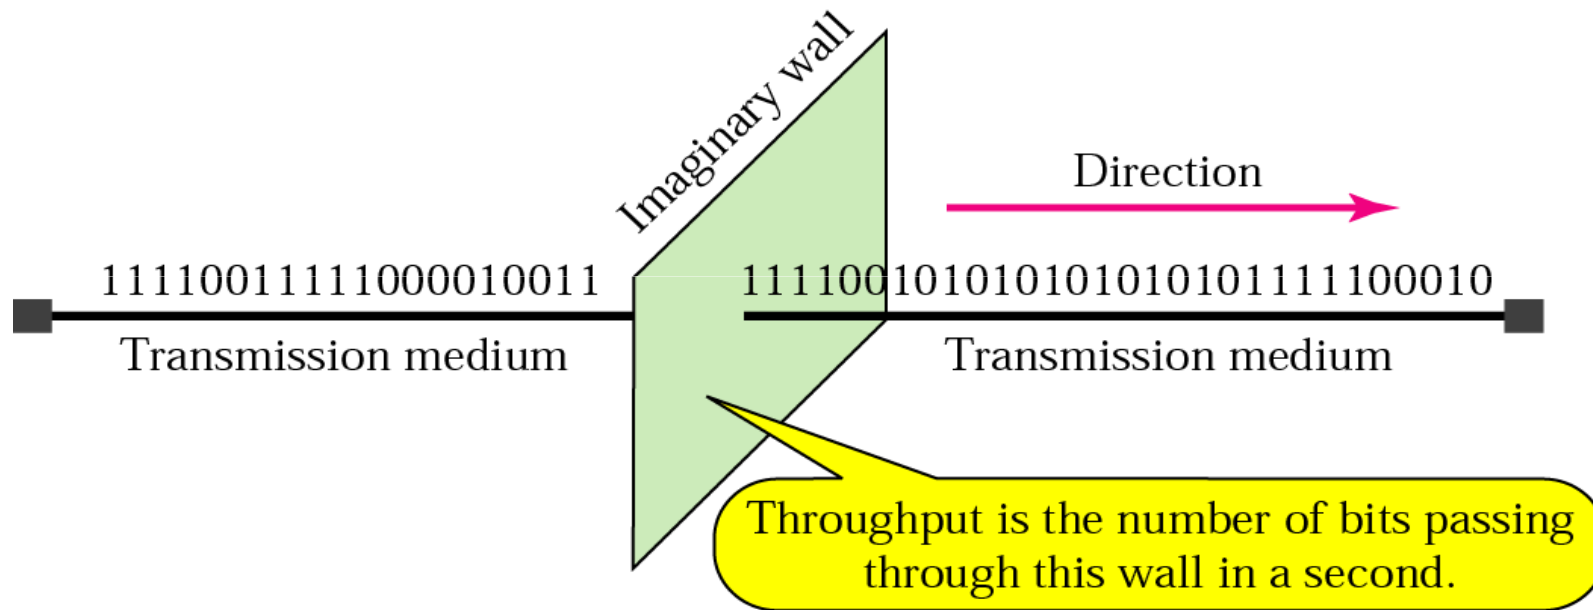 Imaginary wall
Direction
11110011111000010011
111100101010101010101111100010
Transmission medium
Transmission medium
Throughput is the number of bits passing
through this wall in a second.